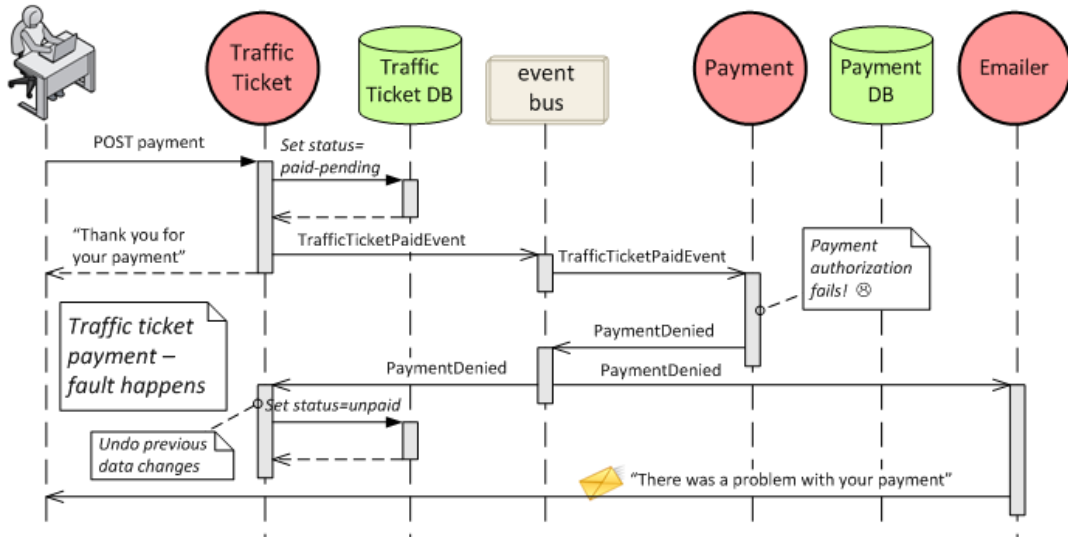 Traffic
Ticket
Traffic
Ticket DB
event
bus
Payment
Payment
DB
Emailer
POST payment
Set status=
paid-pending
"Thank you for
your payment"
TrafficTicketPaidEvent
TrafficTicketPaidEvent
Payment
authorization
fails! ☹
Traffic ticket
payment –
fault happens
PaymentDenied
PaymentDenied
PaymentDenied
Set status=unpaid
Undo previous
data changes
"There was a problem with your payment"